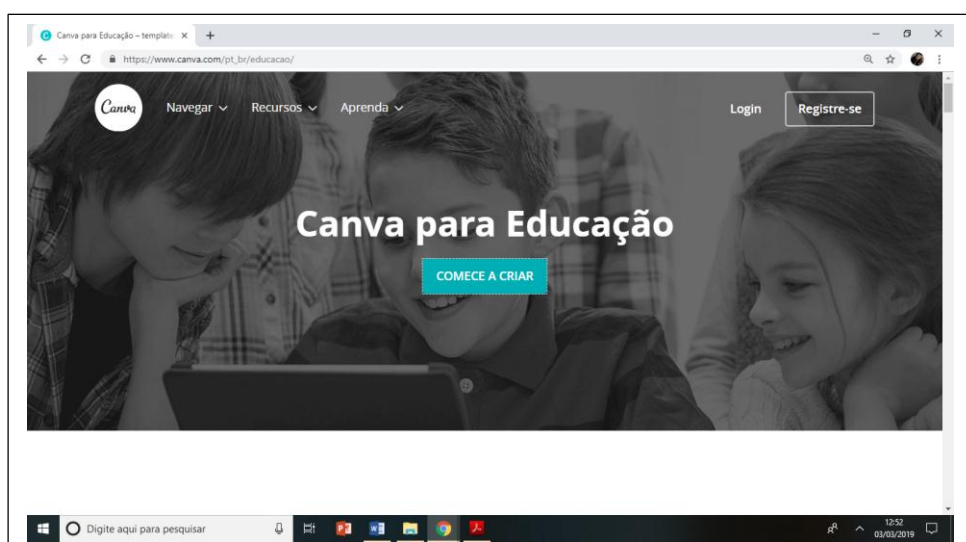 Canva para Educação – template
https://www.canva.com/pt_br/educacao/
Canva
Navegar
Recursos
Aprenda
Login
Registre-se
Canva para Educação
COMECE A CRIAR
Digite aqui para pesquisar
12:52
03/03/2019